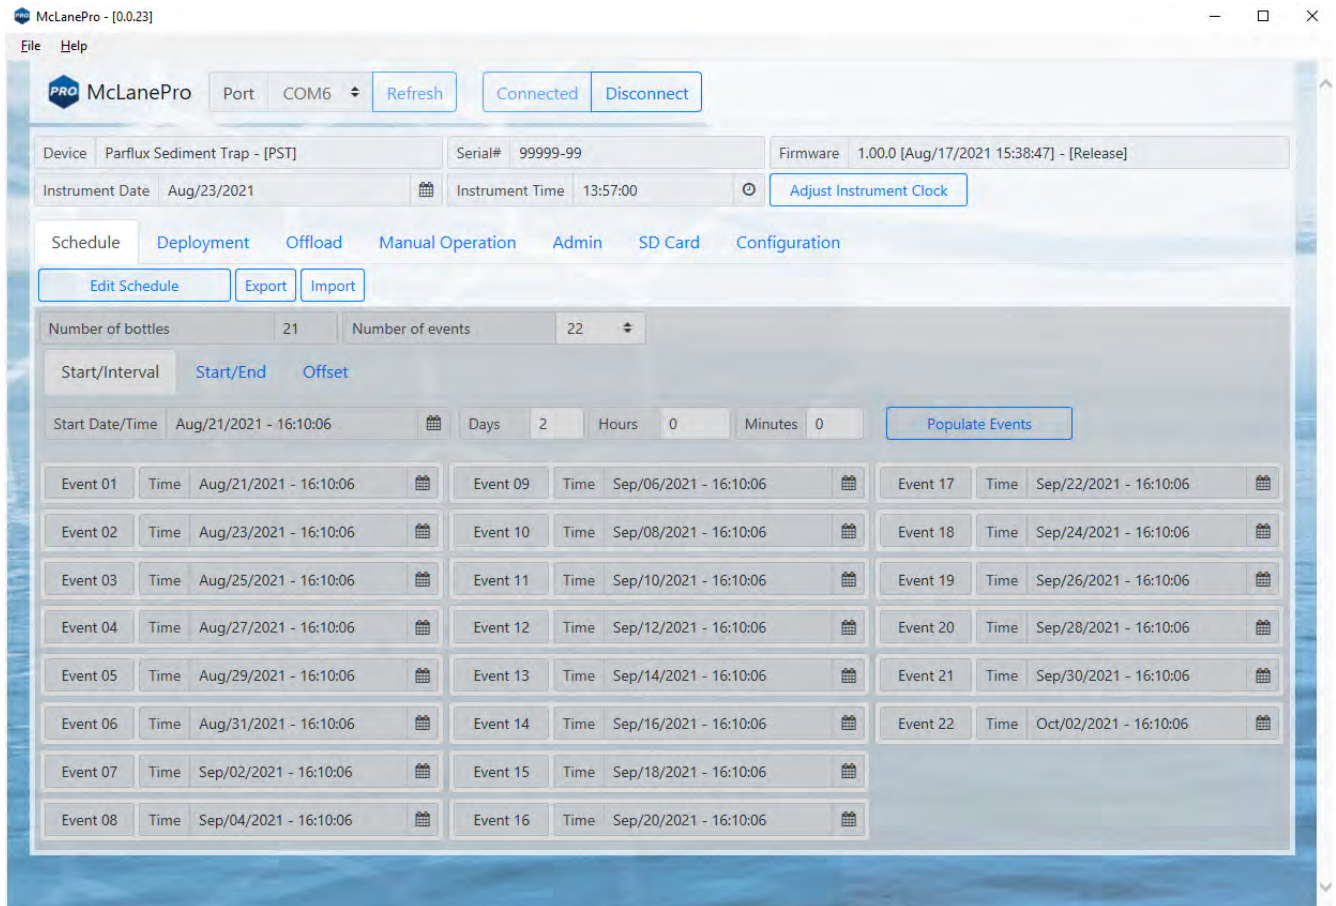 McLanePro - [0.0.23]
File Help
PRO McLanePro Port COM6 Refresh Connected Disconnect
Device Parflux Sediment Trap - [PST] Serial# 99999-99 Firmware 1.00.0 [Aug/17/2021 15:38:47] - [Release]
Instrument Date Aug/23/2021 Instrument Time 13:57:00 Adjust Instrument Clock
Schedule Deployment Offload Manual Operation Admin SD Card Configuration
Edit Schedule Export Import
Number of bottles 21 Number of events 22
Start/Interval Start/End Offset
Start Date/Time Aug/21/2021 - 16:10:06 Days 2 Hours 0 Minutes 0 Populate Events
Event 01 Time Aug/21/2021 - 16:10:06 Event 09 Time Sep/06/2021 - 16:10:06 Event 17 Time Sep/22/2021 - 16:10:06
Event 02 Time Aug/23/2021 - 16:10:06 Event 10 Time Sep/08/2021 - 16:10:06 Event 18 Time Sep/24/2021 - 16:10:06
Event 03 Time Aug/25/2021 - 16:10:06 Event 11 Time Sep/10/2021 - 16:10:06 Event 19 Time Sep/26/2021 - 16:10:06
Event 04 Time Aug/27/2021 - 16:10:06 Event 12 Time Sep/12/2021 - 16:10:06 Event 20 Time Sep/28/2021 - 16:10:06
Event 05 Time Aug/29/2021 - 16:10:06 Event 13 Time Sep/14/2021 - 16:10:06 Event 21 Time Sep/30/2021 - 16:10:06
Event 06 Time Aug/31/2021 - 16:10:06 Event 14 Time Sep/16/2021 - 16:10:06 Event 22 Time Oct/02/2021 - 16:10:06
Event 07 Time Sep/02/2021 - 16:10:06 Event 15 Time Sep/18/2021 - 16:10:06
Event 08 Time Sep/04/2021 - 16:10:06 Event 16 Time Sep/20/2021 - 16:10:06